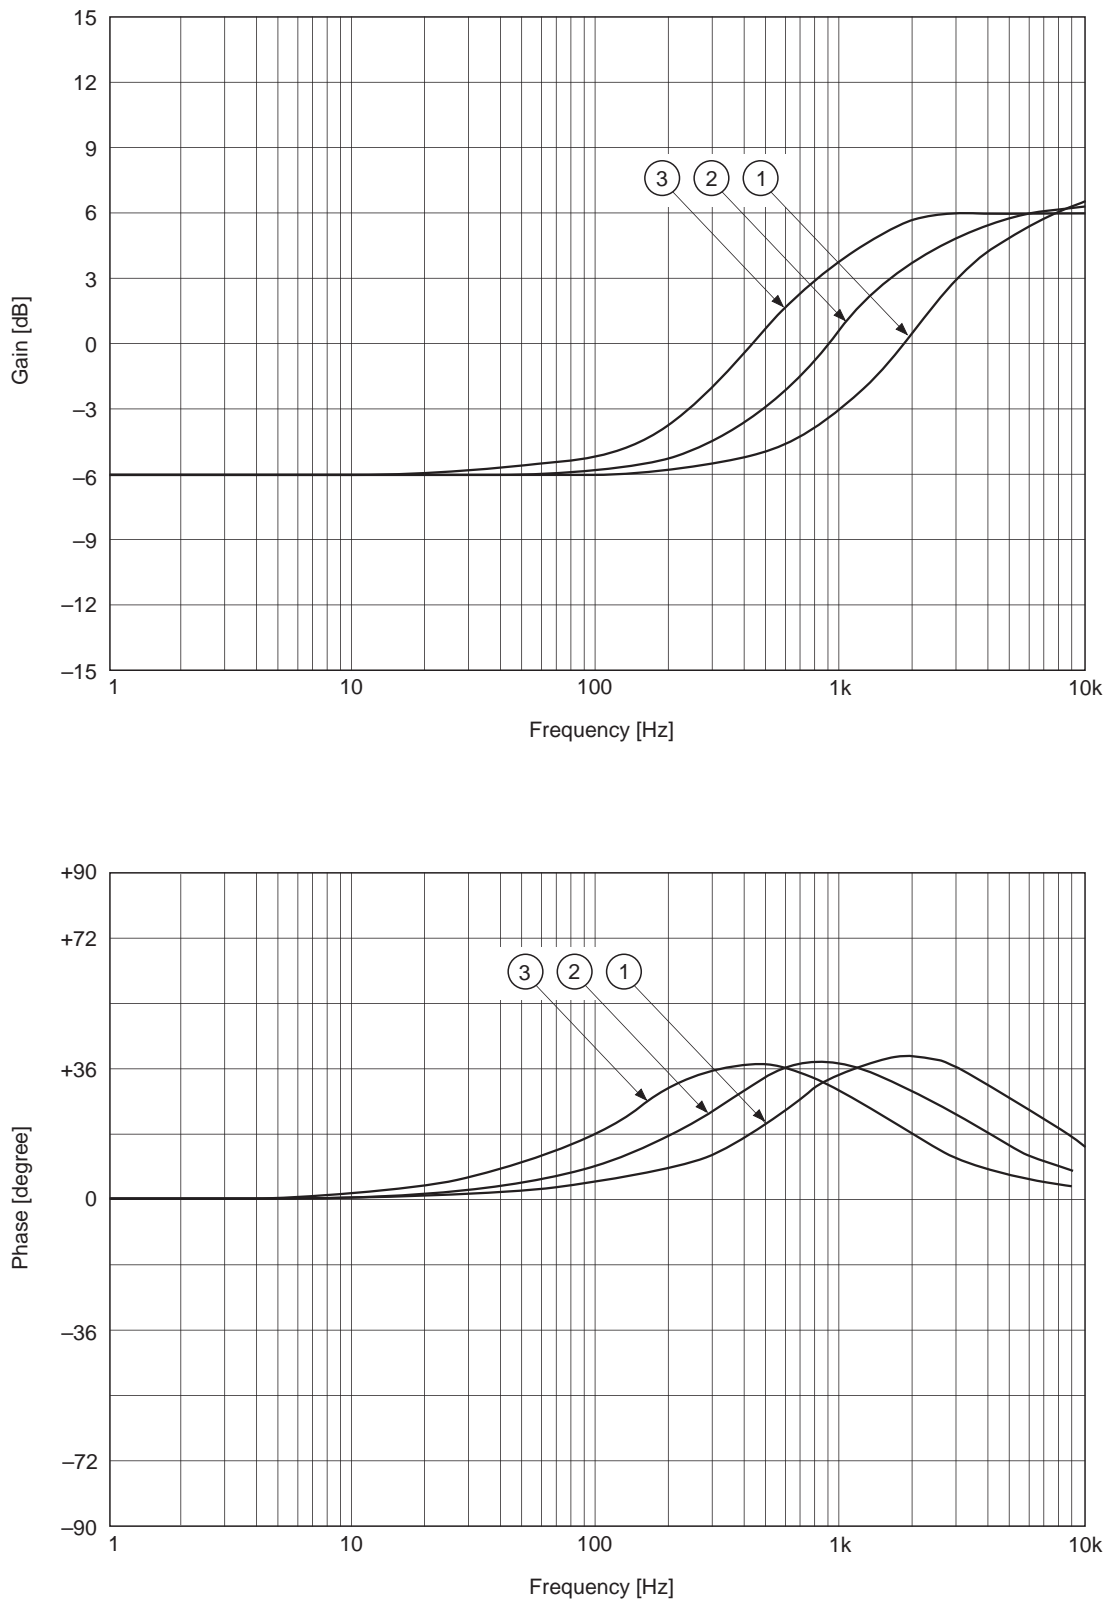 15
12
9
6
3
0
–3
–6
–9
–12
–15
Gain [dB]
3 2 1
1 10 100 1k 10k
Frequency [Hz]
+90
+72
+36
0
–36
–72
–90
Phase [degree]
3 2 1
1 10 100 1k 10k
Frequency [Hz]